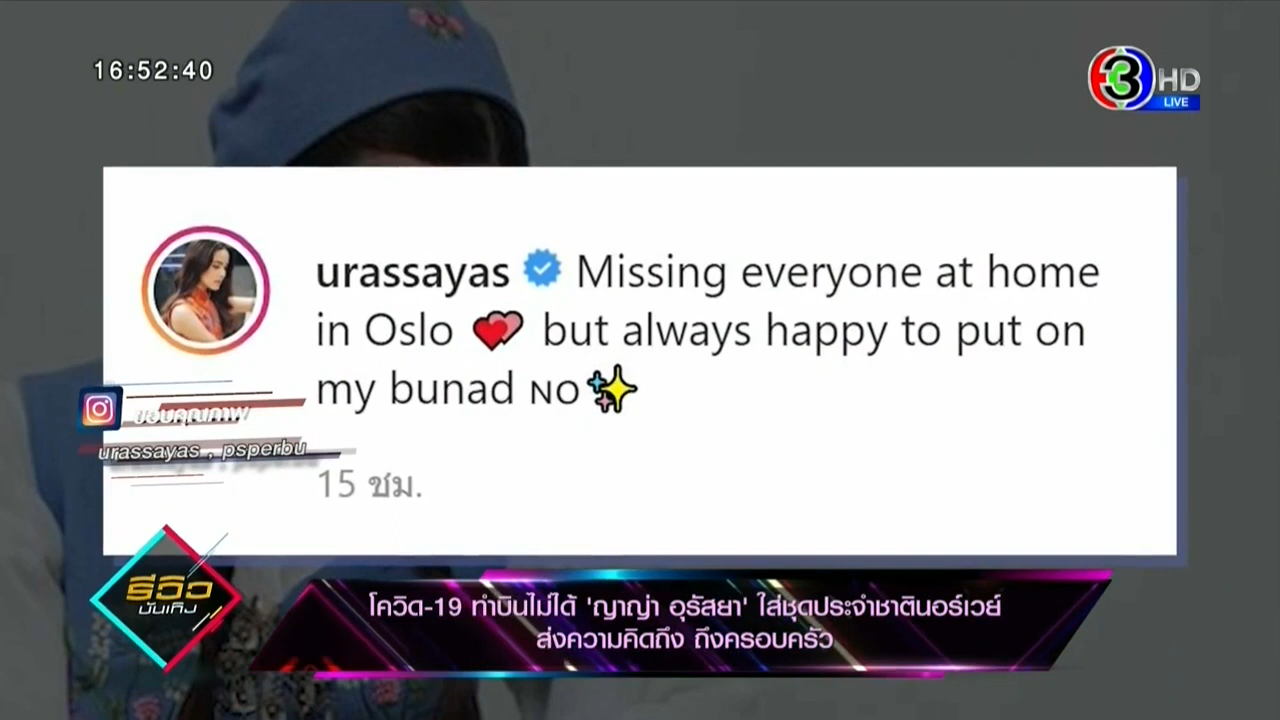 16:52:40
3 HD
LIVE
urassayas Missing everyone at home
in Oslo 💕 but always happy to put on
my bunad NO✨
15 ชม.
ขอบคุณภาพ
urassayas , psperbu
รีวิว
บันเทิง
โควิด-19 ทำบินไม่ได้ 'ญาญ่า อุรัสยา' ใส่ชุดประจำชาตินอร์เวย์
ส่งความคิดถึง ถึงครอบครัว